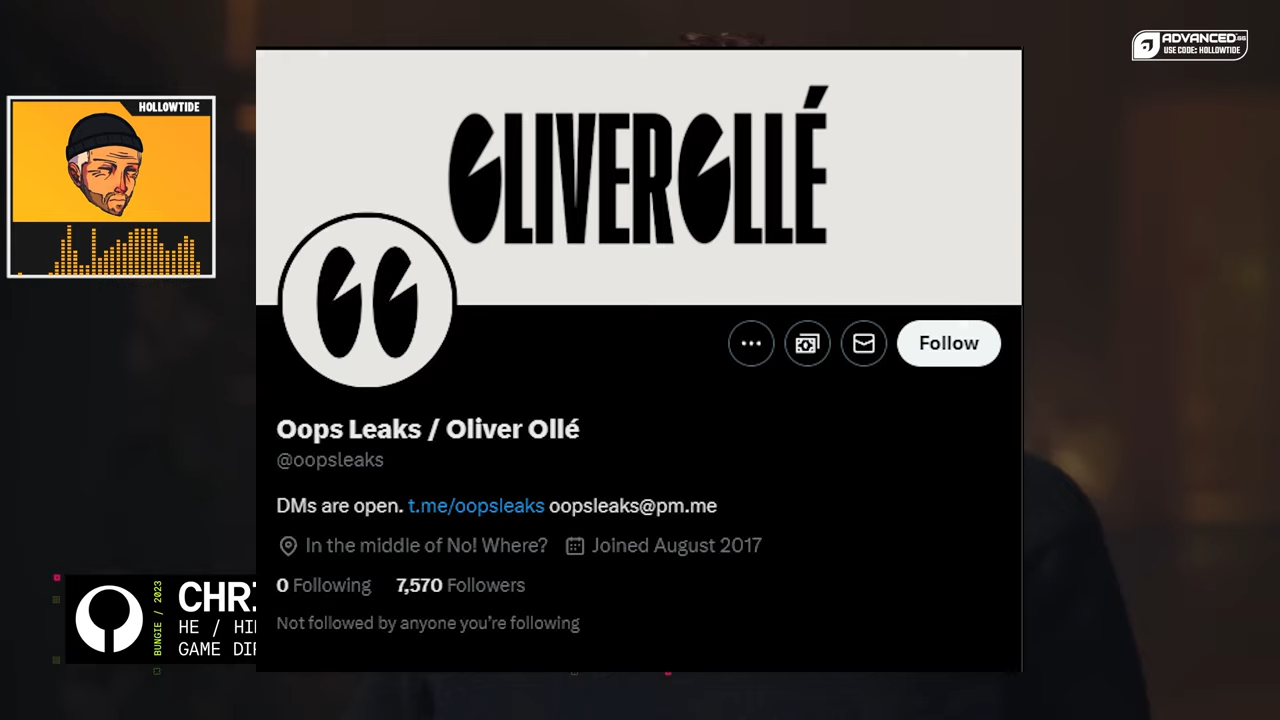 ADVANCED.GG
USE CODE: HOLLOWTIDE
HOLLOWTIDE
OLIVEROLLÉ
Follow
Oops Leaks / Oliver Ollé
@oopsleaks
DMs are open. t.me/oopsleaks oopsleaks@pm.me
In the middle of No! Where? Joined August 2017
0 Following 7,570 Followers
Not followed by anyone you're following
BUNGIE / 2023
CHRI
HE / HI
GAME DI